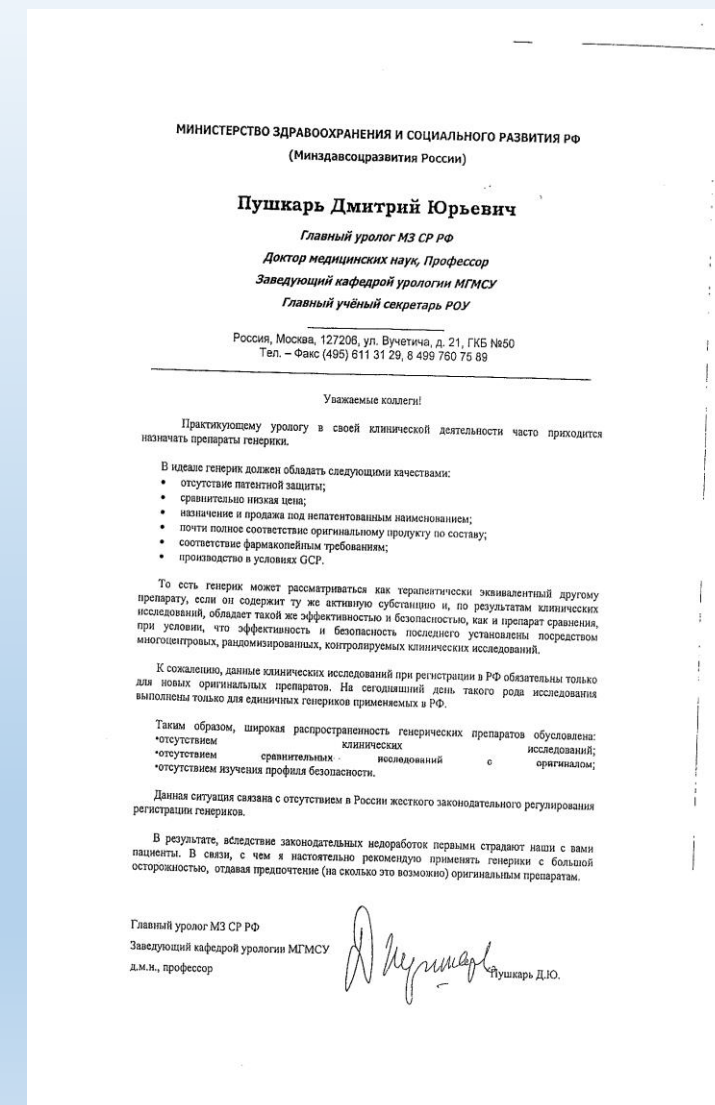 МИНИСТЕРСТВО ЗДРАВООХРАНЕНИЯ И СОЦИАЛЬНОГО РАЗВИТИЯ РФ
(Минздавсоцразвития России)
Пушкарь Дмитрий Юрьевич
Главный уролог МЗ СР РФ
Доктор медицинских наук, Профессор
Заведующий кафедрой урологии МГМСУ
Главный учёный секретарь РОУ
Россия, Москва, 127206, ул. Вучетича, д. 21, ГКБ №50
Тел. – Факс (495) 611 31 29, 8 499 760 75 89
Уважаемые коллеги!
Практикующему урологу в своей клинической деятельности часто приходится
назначать препараты генерики.
В идеале генерик должен обладать следующими качествами:
• отсутствие патентной защиты;
• сравнительно низкая цена;
• назначение и продажа под непатентованным наименованием;
• почти полное соответствие оригинальному продукту по составу;
• соответствие фармакопейным требованиям;
• производство в условиях GCP.
То есть генерик может рассматриваться как терапевтически эквивалентный другому
препарату, если он содержит ту же активную субстанцию и, по результатам клинических
исследований, обладает такой же эффективностью и безопасностью, как и препарат сравнения,
при условии, что эффективность и безопасность последнего установлены посредством
многоцентровых, рандомизированных, контролируемых клинических исследований.
К сожалению, данные клинических исследований при регистрации в РФ обязательны только
для новых оригинальных препаратов. На сегодняшний день такого рода исследования
выполнены только для единичных генериков применяемых в РФ.
Таким образом, широкая распространенность генерических препаратов обусловлена:
•отсутствием клинических исследований;
•отсутствием сравнительных исследований с оригиналом;
•отсутствием изучения профиля безопасности.
Данная ситуация связана с отсутствием в России жесткого законодательного регулирования
регистрации генериков.
В результате, вследствие законодательных недоработок первыми страдают наши с вами
пациенты. В связи, с чем я настоятельно рекомендую применять генерики с большой
осторожностью, отдавая предпочтение (на сколько это возможно) оригинальным препаратам.
Главный уролог МЗ СР РФ
Заведующий кафедрой урологии МГМСУ
д.м.н., профессор
Пушкарь Д.Ю.